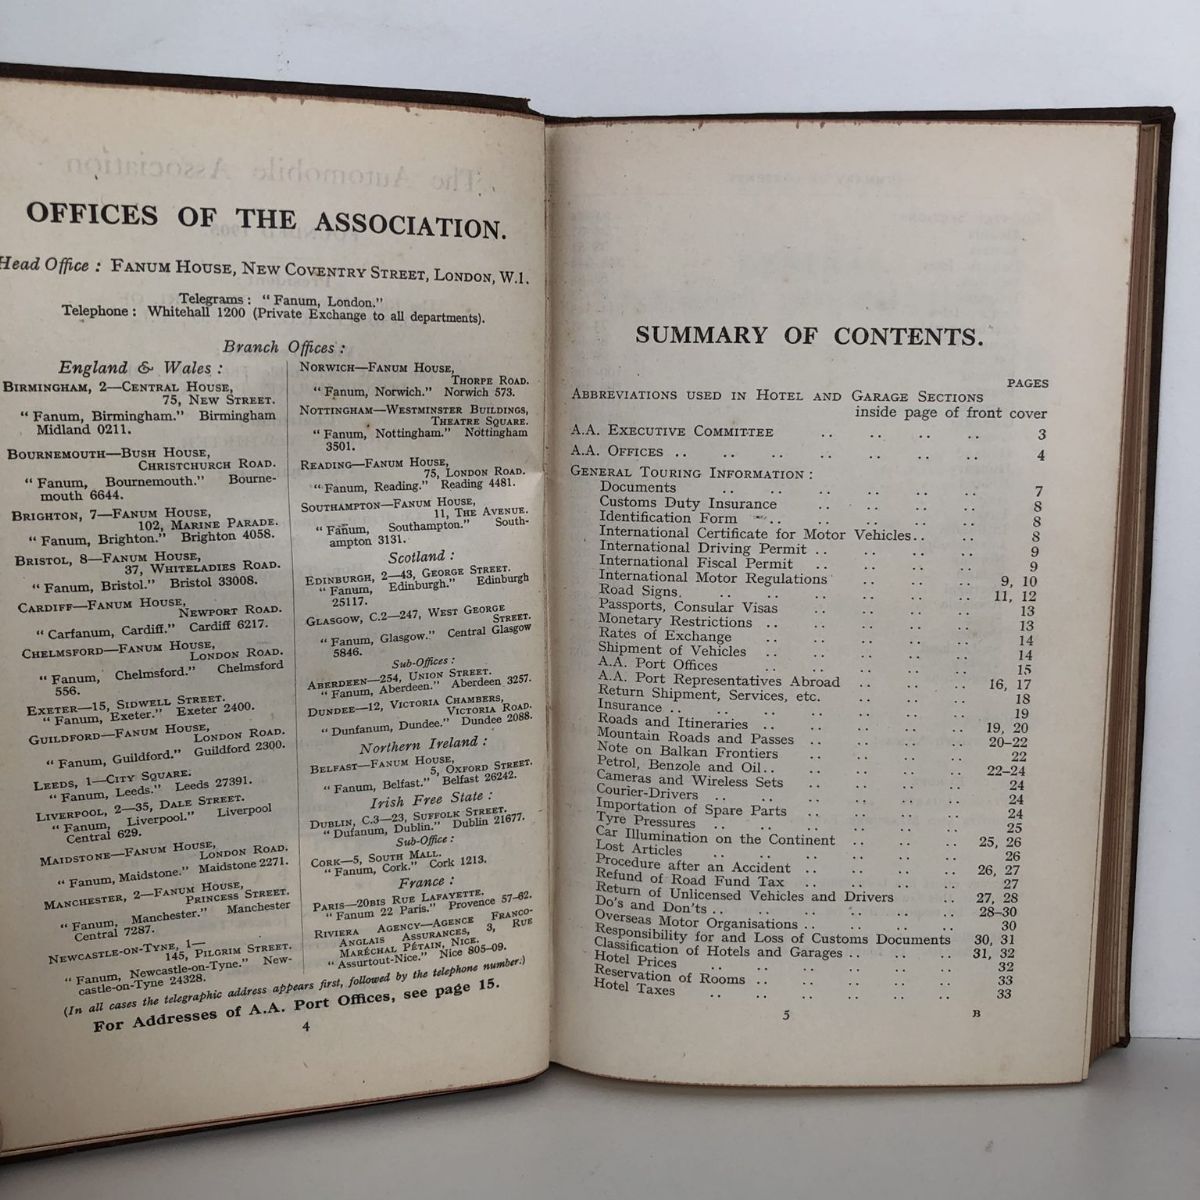 OFFICES OF THE ASSOCIATION.
Head Office : FANUM HOUSE, NEW COVENTRY STREET, LONDON, W.1.
Telegrams : " Fanum, London."
Telephone : Whitehall 1200 (Private Exchange to all departments).
Branch Offices :
England & Wales :
BIRMINGHAM, 2—CENTRAL HOUSE,
75, NEW STREET.
" Fanum, Birmingham." Birmingham
Midland 0211.
BOURNEMOUTH—BUSH HOUSE,
CHRISTCHURCH ROAD.
" Fanum, Bournemouth." Bourne-
mouth 6644.
BRIGHTON, 7—FANUM HOUSE,
102, MARINE PARADE.
" Fanum, Brighton." Brighton 4058.
BRISTOL, 8—FANUM HOUSE,
37, WHITELADIES ROAD.
" Fanum, Bristol." Bristol 33008.
CARDIFF—FANUM HOUSE,
NEWPORT ROAD.
" Carfanum, Cardiff." Cardiff 6217.
CHELMSFORD—FANUM HOUSE,
LONDON ROAD.
" Fanum, Chelmsford." Chelmsford
556.
EXETER—15, SIDWELL STREET.
" Fanum, Exeter." Exeter 2400.
GUILDFORD—FANUM HOUSE,
LONDON ROAD.
" Fanum, Guildford." Guildford 2300.
LEEDS, 1—CITY SQUARE.
" Fanum, Leeds." Leeds 27391.
LIVERPOOL, 2—35, DALE STREET.
" Fanum, Liverpool." Liverpool
Central 629.
MAIDSTONE—FANUM HOUSE,
LONDON ROAD.
" Fanum, Maidstone." Maidstone 2271.
MANCHESTER, 2—FANUM HOUSE,
PRINCESS STREET.
" Fanum, Manchester." Manchester
Central 7287.
NEWCASTLE-ON-TYNE, 1—
145, PILGRIM STREET.
" Fanum, Newcastle-on-Tyne." New-
castle-on-Tyne 24328.
NORWICH—FANUM HOUSE,
THORPE ROAD.
" Fanum, Norwich." Norwich 573.
NOTTINGHAM—WESTMINSTER BUILDINGS,
THEATRE SQUARE.
" Fanum, Nottingham." Nottingham
3501.
READING—FANUM HOUSE,
75, LONDON ROAD.
" Fanum, Reading." Reading 4481.
SOUTHAMPTON—FANUM HOUSE,
11, THE AVENUE.
" Fanum, Southampton." South-
ampton 3131.
Scotland :
EDINBURGH, 2—43, GEORGE STREET.
" Fanum, Edinburgh." Edinburgh
25117.
GLASGOW, C.2—247, WEST GEORGE
STREET.
" Fanum, Glasgow." Central Glasgow
5846.
Sub-Offices :
ABERDEEN—254, UNION STREET.
" Fanum, Aberdeen." Aberdeen 3257.
DUNDEE—12, VICTORIA CHAMBERS,
VICTORIA ROAD.
" Dunfanum, Dundee." Dundee 2088.
Northern Ireland :
BELFAST—FANUM HOUSE,
5, OXFORD STREET.
" Fanum, Belfast." Belfast 26242.
Irish Free State :
DUBLIN, C.3—23, SUFFOLK STREET.
" Dufanum, Dublin." Dublin 21677.
Sub-Office :
CORK—5, SOUTH MALL.
" Fanum, Cork." Cork 1213.
France :
PARIS—20BIS RUE LAFAYETTE.
" Fanum 22 Paris." Provence 57-62.
RIVIERA AGENCY—AGENCE FRANCO-
ANGLAIS ASSURANCES, 3, RUE
MARÉCHAL PÉTAIN, NICE.
" Assurtout-Nice." Nice 805-09.
(In all cases the telegraphic address appears first, followed by the telephone number.)
For Addresses of A.A. Port Offices, see page 15.
4
SUMMARY OF CONTENTS.
PAGES
ABBREVIATIONS USED IN HOTEL AND GARAGE SECTIONS
inside page of front cover
A.A. EXECUTIVE COMMITTEE .. .. .. .. 3
A.A. OFFICES .. .. .. .. .. .. 4
GENERAL TOURING INFORMATION :
Documents .. .. .. .. .. .. 7
Customs Duty Insurance .. .. .. .. 8
Identification Form .. .. .. .. .. 8
International Certificate for Motor Vehicles .. .. 8
International Driving Permit .. .. .. .. 9
International Fiscal Permit .. .. .. .. 9
International Motor Regulations .. .. .. 9, 10
Road Signs. .. .. .. .. .. 11, 12
Passports, Consular Visas .. .. .. .. 13
Monetary Restrictions .. .. .. .. .. 13
Rates of Exchange .. .. .. .. 14
Shipment of Vehicles .. .. .. .. .. 14
A.A. Port Offices .. .. .. .. .. 15
A.A. Port Representatives Abroad .. .. .. 16, 17
Return Shipment, Services, etc. .. .. .. 18
Insurance .. .. .. .. .. .. 19
Roads and Itineraries .. .. .. .. 19, 20
Mountain Roads and Passes .. .. .. .. 20–22
Note on Balkan Frontiers .. .. .. .. 22
Petrol, Benzole and Oil .. .. .. .. .. 22–24
Cameras and Wireless Sets .. .. .. .. 24
Courier-Drivers .. .. .. .. .. 24
Importation of Spare Parts .. .. .. .. 24
Tyre Pressures .. .. .. .. .. 25
Car Illumination on the Continent .. .. .. 25, 26
Lost Articles .. .. .. .. .. .. 26
Procedure after an Accident .. .. .. .. 26, 27
Refund of Road Fund Tax .. .. .. .. 27
Return of Unlicensed Vehicles and Drivers .. .. 27, 28
Do's and Don'ts .. .. .. .. .. .. 28–30
Overseas Motor Organisations .. .. .. .. 30
Responsibility for and Loss of Customs Documents 30, 31
Classification of Hotels and Garages .. .. .. 31, 32
Hotel Prices .. .. .. .. .. .. 32
Reservation of Rooms .. .. .. .. .. 33
Hotel Taxes .. .. .. .. .. 33
5 B